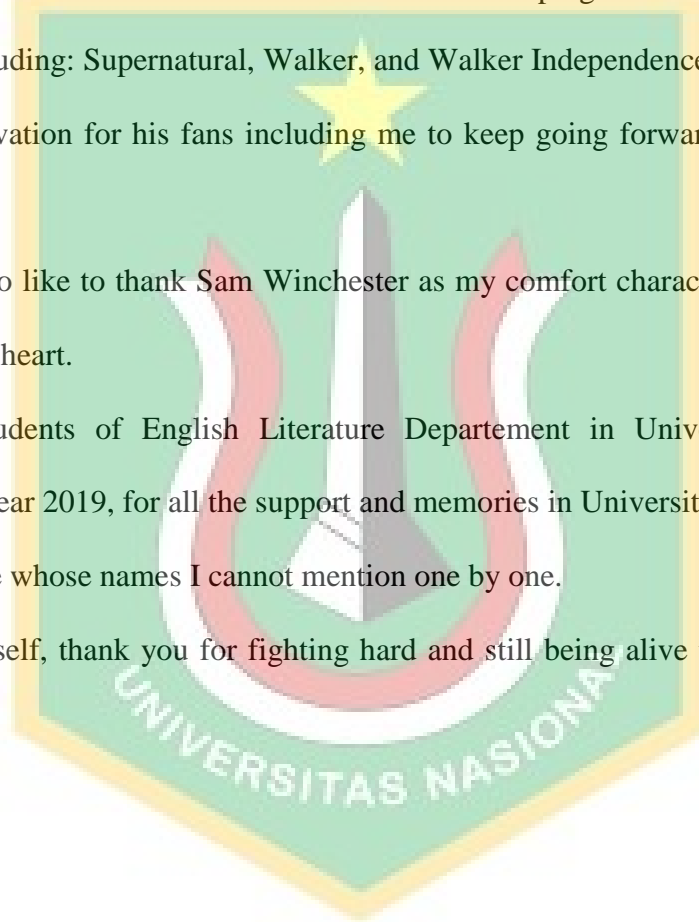 uding: Supernatural, Walker, and Walker Independence
vation for his fans including me to keep going forwar
o like to thank Sam Winchester as my comfort charac
heart.
udents of English Literature Departement in Univ
ear 2019, for all the support and memories in Universit
e whose names I cannot mention one by one.
self, thank you for fighting hard and still being alive
UNIVERSITAS NASIONAL